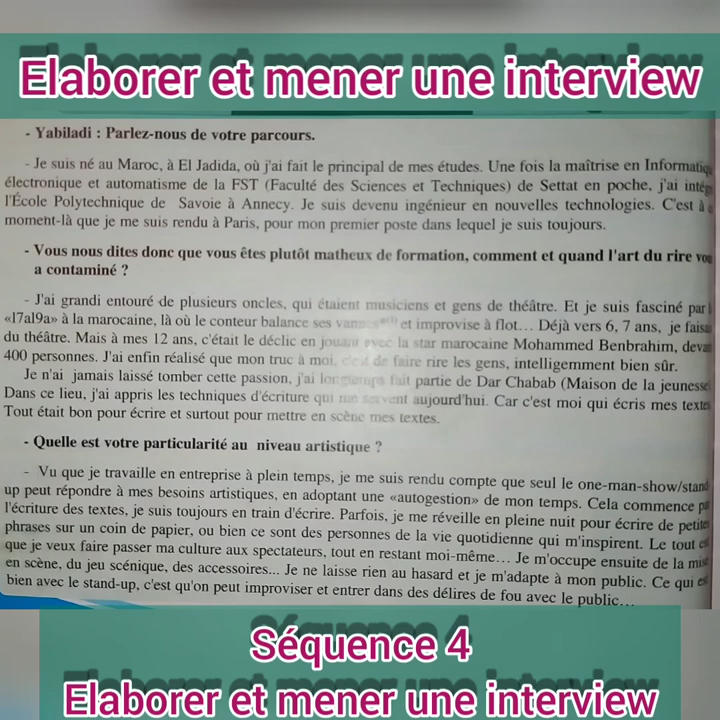 Elaborer et mener une interview
- Yabiladi : Parlez-nous de votre parcours.
- Je suis né au Maroc, à El Jadida, où j'ai fait le principal de mes études. Une fois la maîtrise en Informatiq
électronique et automatisme de la FST (Faculté des Sciences et Techniques) de Settat en poche, j'ai intég
l'École Polytechnique de Savoie à Annecy. Je suis devenu ingénieur en nouvelles technologies. C'est à
moment-là que je me suis rendu à Paris, pour mon premier poste dans lequel je suis toujours.
- Vous nous dites donc que vous êtes plutôt matheux de formation, comment et quand l'art du rire vou
a contaminé ?
- J'ai grandi entouré de plusieurs oncles, qui étaient musiciens et gens de théâtre. Et je suis fasciné par
«l7al9a» à la marocaine, là où le conteur balance ses vannes et improvise à flot… Déjà vers 6, 7 ans, je faisa
du théâtre. Mais à mes 12 ans, c'était le déclic en jouant avec la star marocaine Mohammed Benbrahim, devan
400 personnes. J'ai enfin réalisé que mon truc à moi, c'est de faire rire les gens, intelligemment bien sûr.
Je n'ai jamais laissé tomber cette passion, j'ai longtemps fait partie de Dar Chabab (Maison de la jeunesse
Dans ce lieu, j'ai appris les techniques d'écriture qui me servent aujourd'hui. Car c'est moi qui écris mes textes
Tout était bon pour écrire et surtout pour mettre en scène mes textes.
- Quelle est votre particularité au niveau artistique ?
- Vu que je travaille en entreprise à plein temps, je me suis rendu compte que seul le one-man-show/stand
up peut répondre à mes besoins artistiques, en adoptant une «autogestion» de mon temps. Cela commence pa
l'écriture des textes, je suis toujours en train d'écrire. Parfois, je me réveille en pleine nuit pour écrire de petites
phrases sur un coin de papier, ou bien ce sont des personnes de la vie quotidienne qui m'inspirent. Le tout
que je veux faire passer ma culture aux spectateurs, tout en restant moi-même… Je m'occupe ensuite de la mise
en scène, du jeu scénique, des accessoires... Je ne laisse rien au hasard et je m'adapte à mon public. Ce qui
bien avec le stand-up, c'est qu'on peut improviser et entrer dans des délires de fou avec le public…
Séquence 4
Elaborer et mener une interview